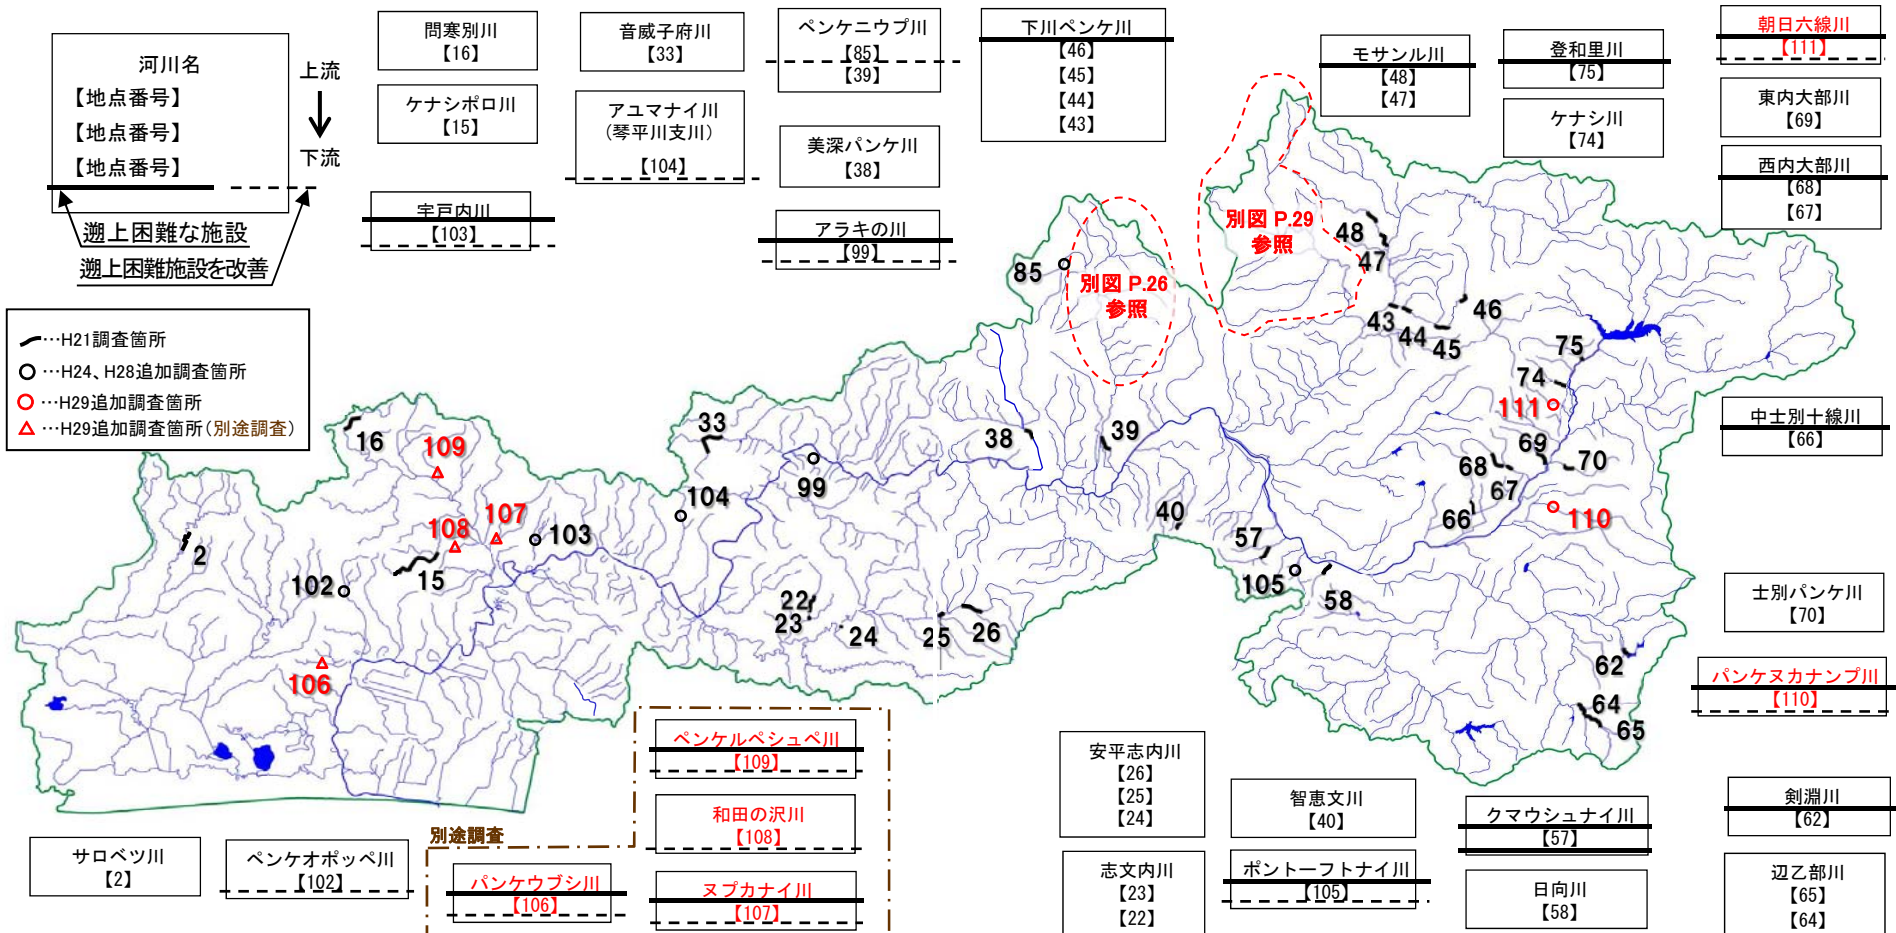 河川名
【地点番号】
【地点番号】
【地点番号】
上流
下流
遡上困難な施設
遡上困難施設を改善
問寒別川
【16】
ケナシポロ川
【15】
宇戸内川
【103】
音威子府川
【33】
アユマナイ川
(琴平川支川)
【104】
ペンケニウプ川
【85】
【39】
美深パンケ川
【38】
アラキの川
【99】
下川ペンケ川
【46】
【45】
【44】
【43】
モサンル川
【48】
【47】
登和里川
【75】
ケナシ川
【74】
朝日六線川
【111】
東内大部川
【69】
西内大部川
【68】
【67】
中士別十線川
【66】
士別パンケ川
【70】
パンケヌカナンプ川
【110】
剣淵川
【62】
辺乙部川
【65】
【64】
…H21調査箇所
…H24、H28追加調査箇所
…H29追加調査箇所
…H29追加調査箇所(別途調査)
別図 P.26
参照
別図 P.29
参照
85
48
47
46
43
44
45
75
74
111
69
70
68
67
66
110
16
109
33
38
39
99
104
107
108
103
2
15
102
106
40
57
105
58
22
23
24
25
26
62
64
65
サロベツ川
【2】
ペンケオポッペ川
【102】
別途調査
パンケウブシ川
【106】
ペンケルペシュペ川
【109】
和田の沢川
【108】
ヌプカナイ川
【107】
安平志内川
【26】
【25】
【24】
志文内川
【23】
【22】
智恵文川
【40】
ポントーフトナイ川
【105】
クマウシュナイ川
【57】
日向川
【58】